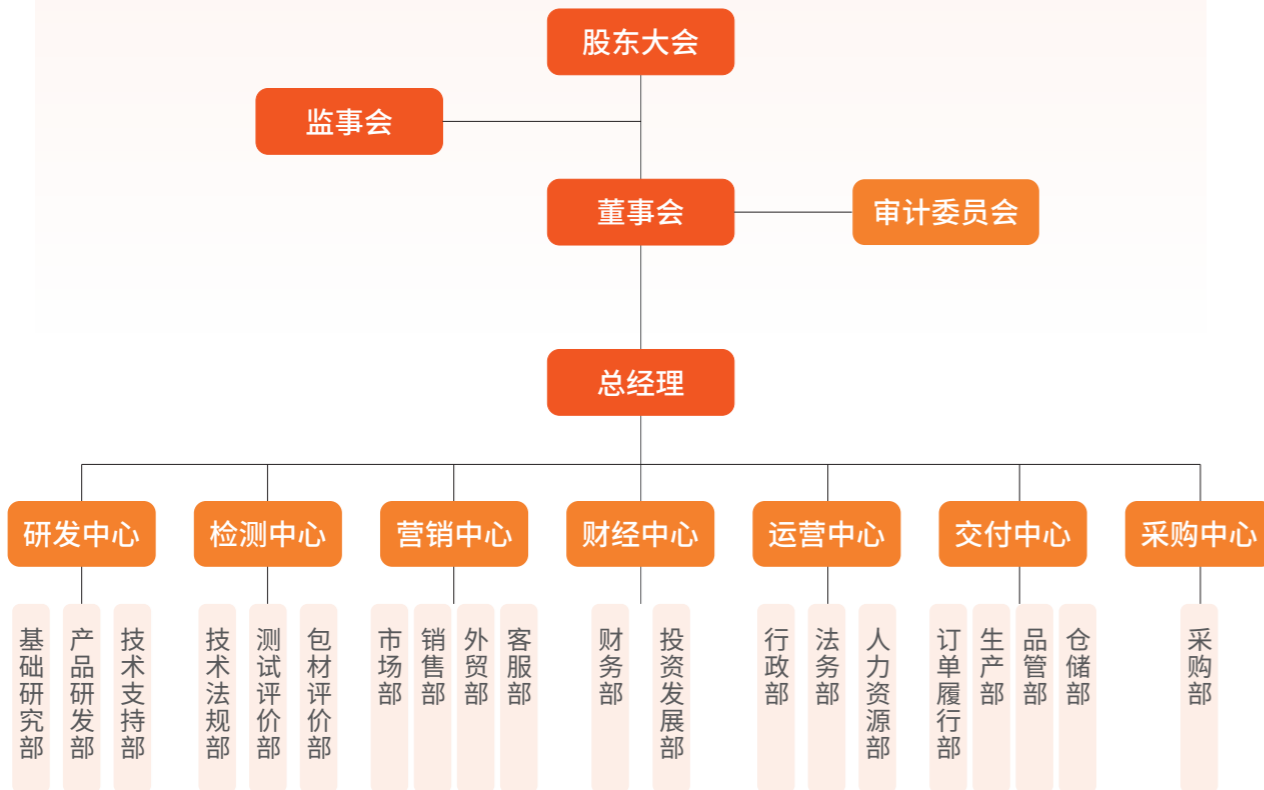 股东大会
监事会
董事会
审计委员会
总经理
研发中心
检测中心
营销中心
财经中心
运营中心
交付中心
采购中心
基础研究部
产品研发部
技术支持部
技术法规部
测试评价部
包材评价部
市场部
销售部
外贸部
客服部
财务部
投资发展部
行政部
法务部
人力资源部
订单履行部
生产部
品管部
仓储部
采购部